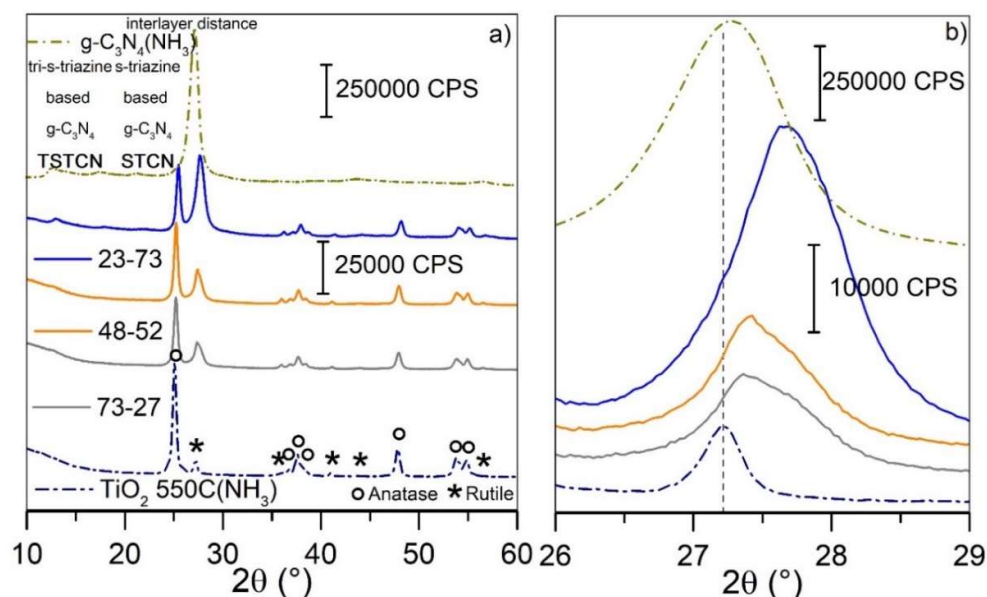 interlayer distance
a)
g-C₃N₄(NH₃)
tri-s-triazine s-triazine
based based
g-C₃N₄ g-C₃N₄
TSTCN STCN
250000 CPS
23-73
25000 CPS
48-52
73-27
TiO₂ 550C(NH₃)
o Anatase * Rutile
10 20 30 40 50 60
2θ (°)
b)
250000 CPS
10000 CPS
26 27 28 29
2θ (°)